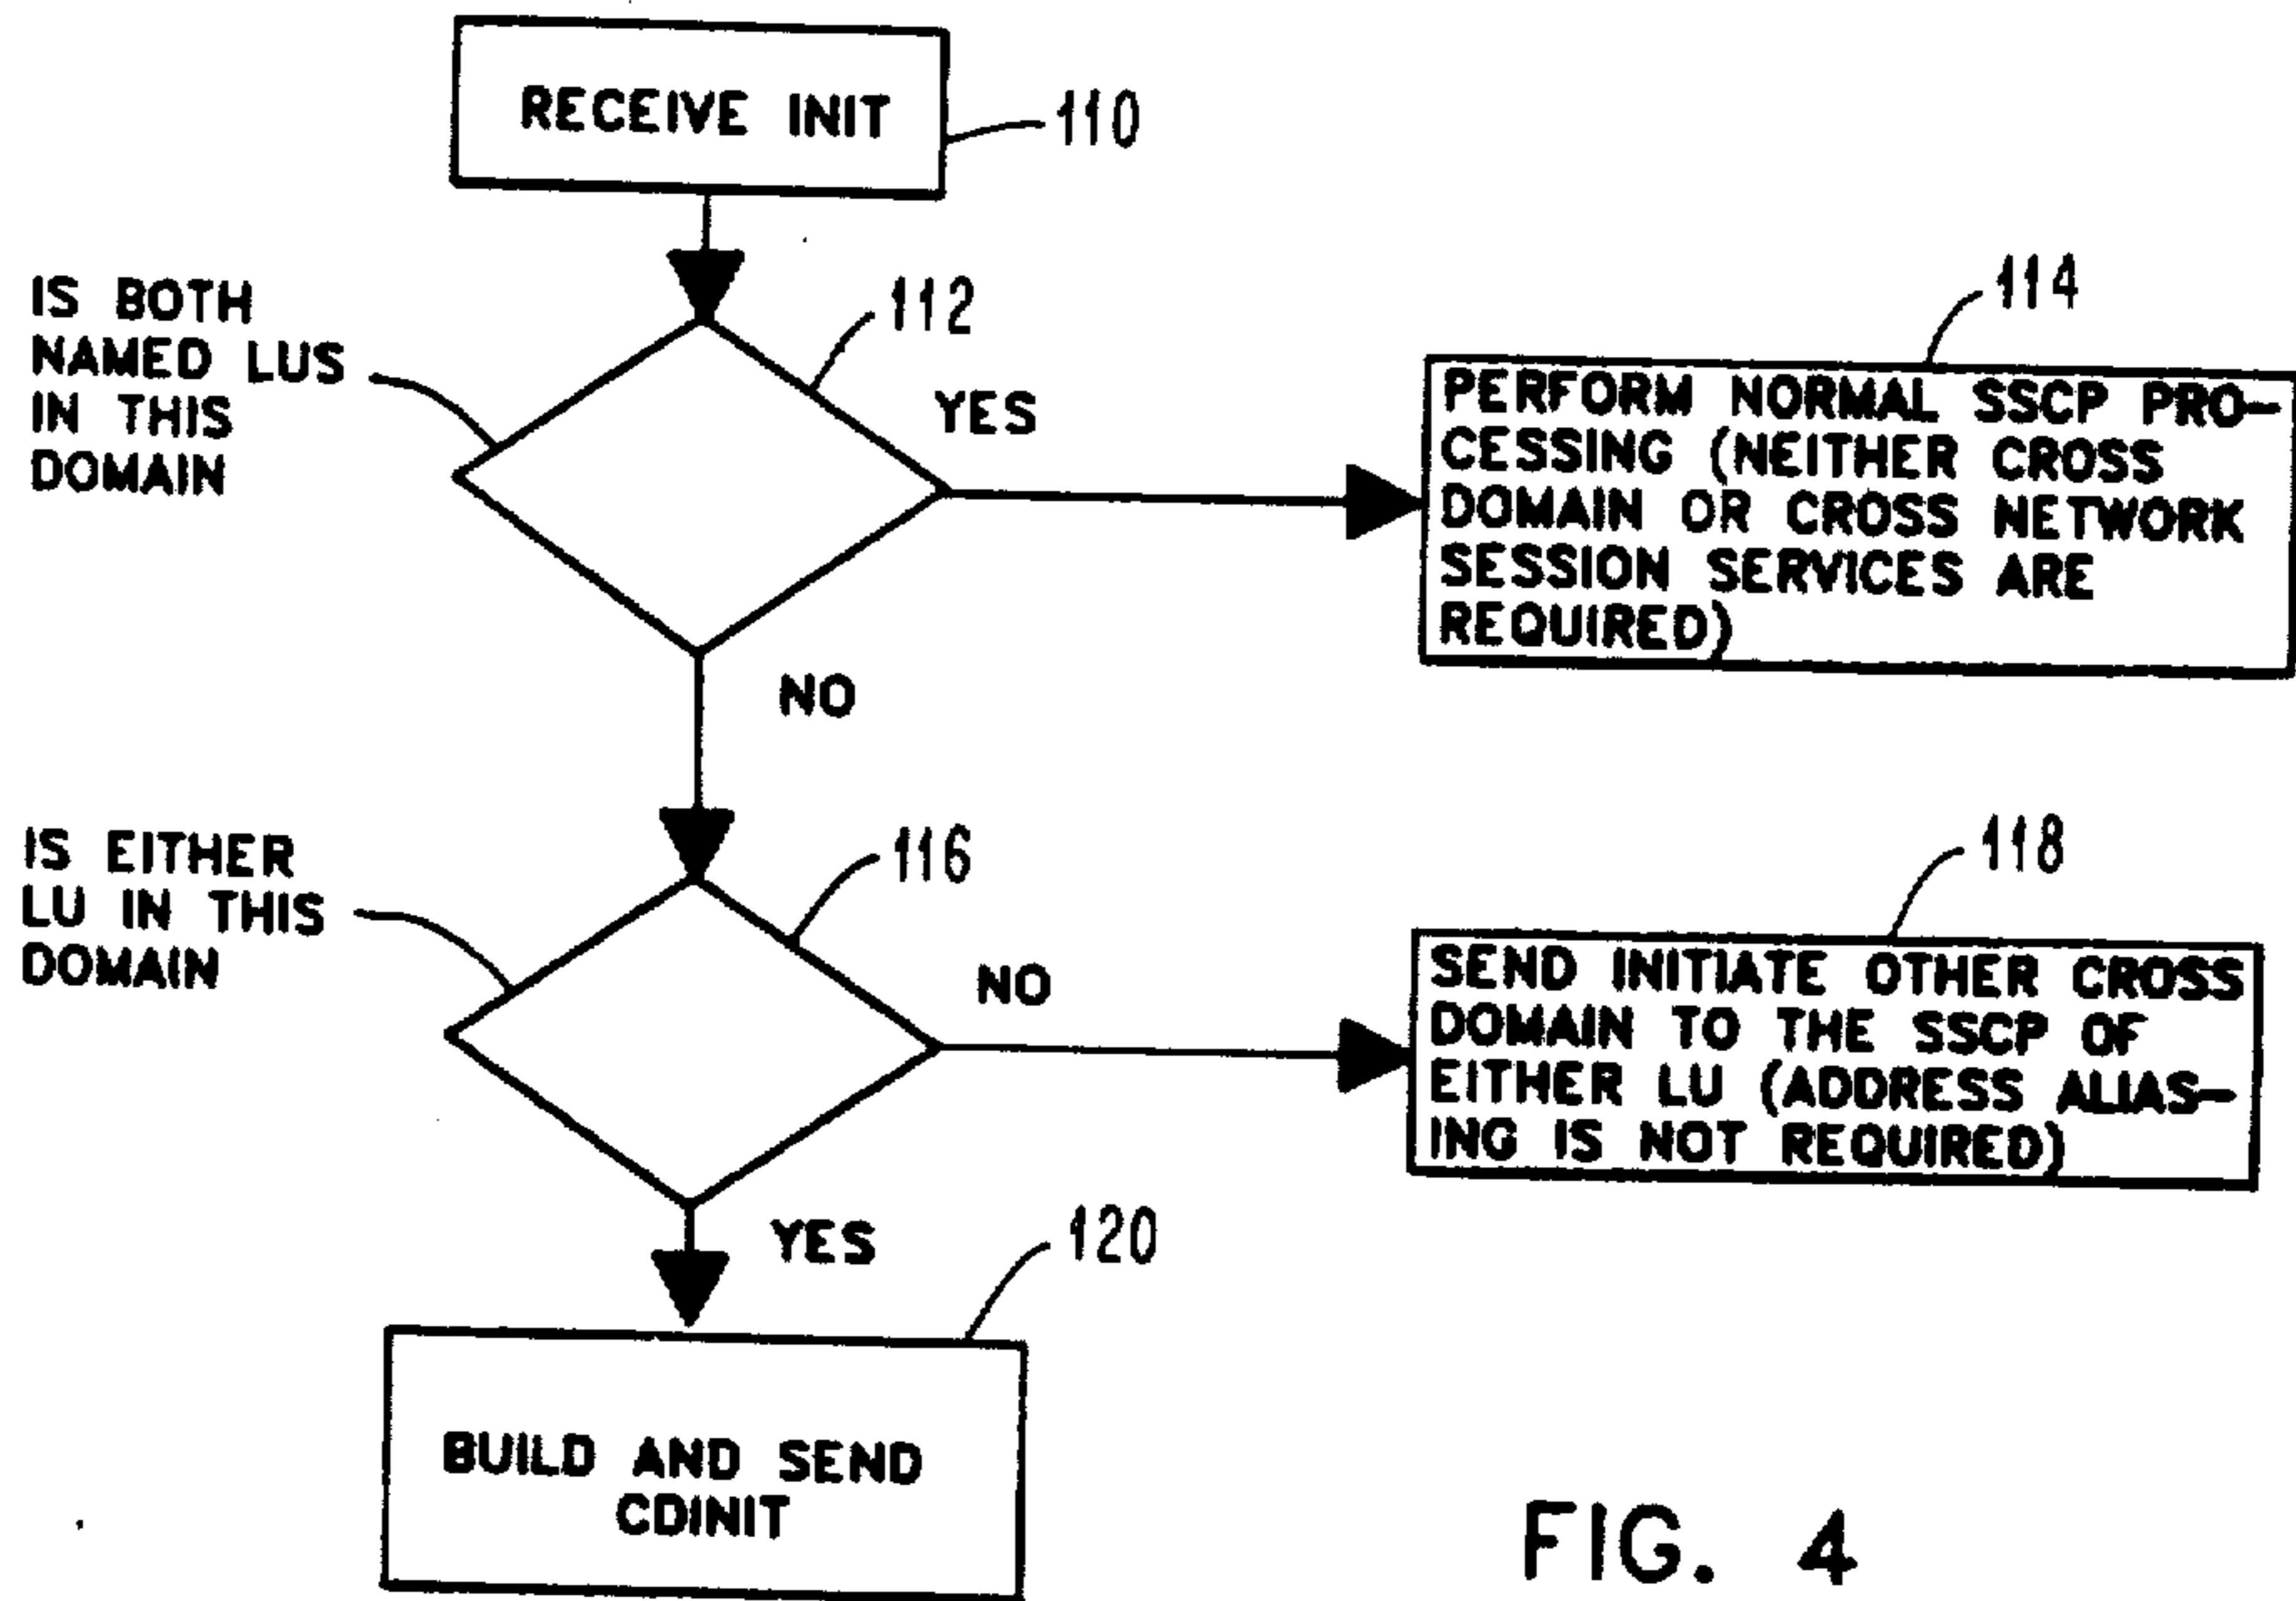 RECEIVE INIT
110
IS BOTH
NAMED LUS
IN THIS
DOMAIN
112
YES
114
PERFORM NORMAL SSCP PRO-
CESSING (NEITHER CROSS
DOMAIN OR CROSS NETWORK
SESSION SERVICES ARE
REQUIRED)
NO
IS EITHER
LU IN THIS
DOMAIN
116
NO
118
SEND INITIATE OTHER CROSS
DOMAIN TO THE SSCP OF
EITHER LU (ADDRESS ALIAS-
ING IS NOT REQUIRED)
YES
120
BUILD AND SEND
CDINIT
FIG. 4